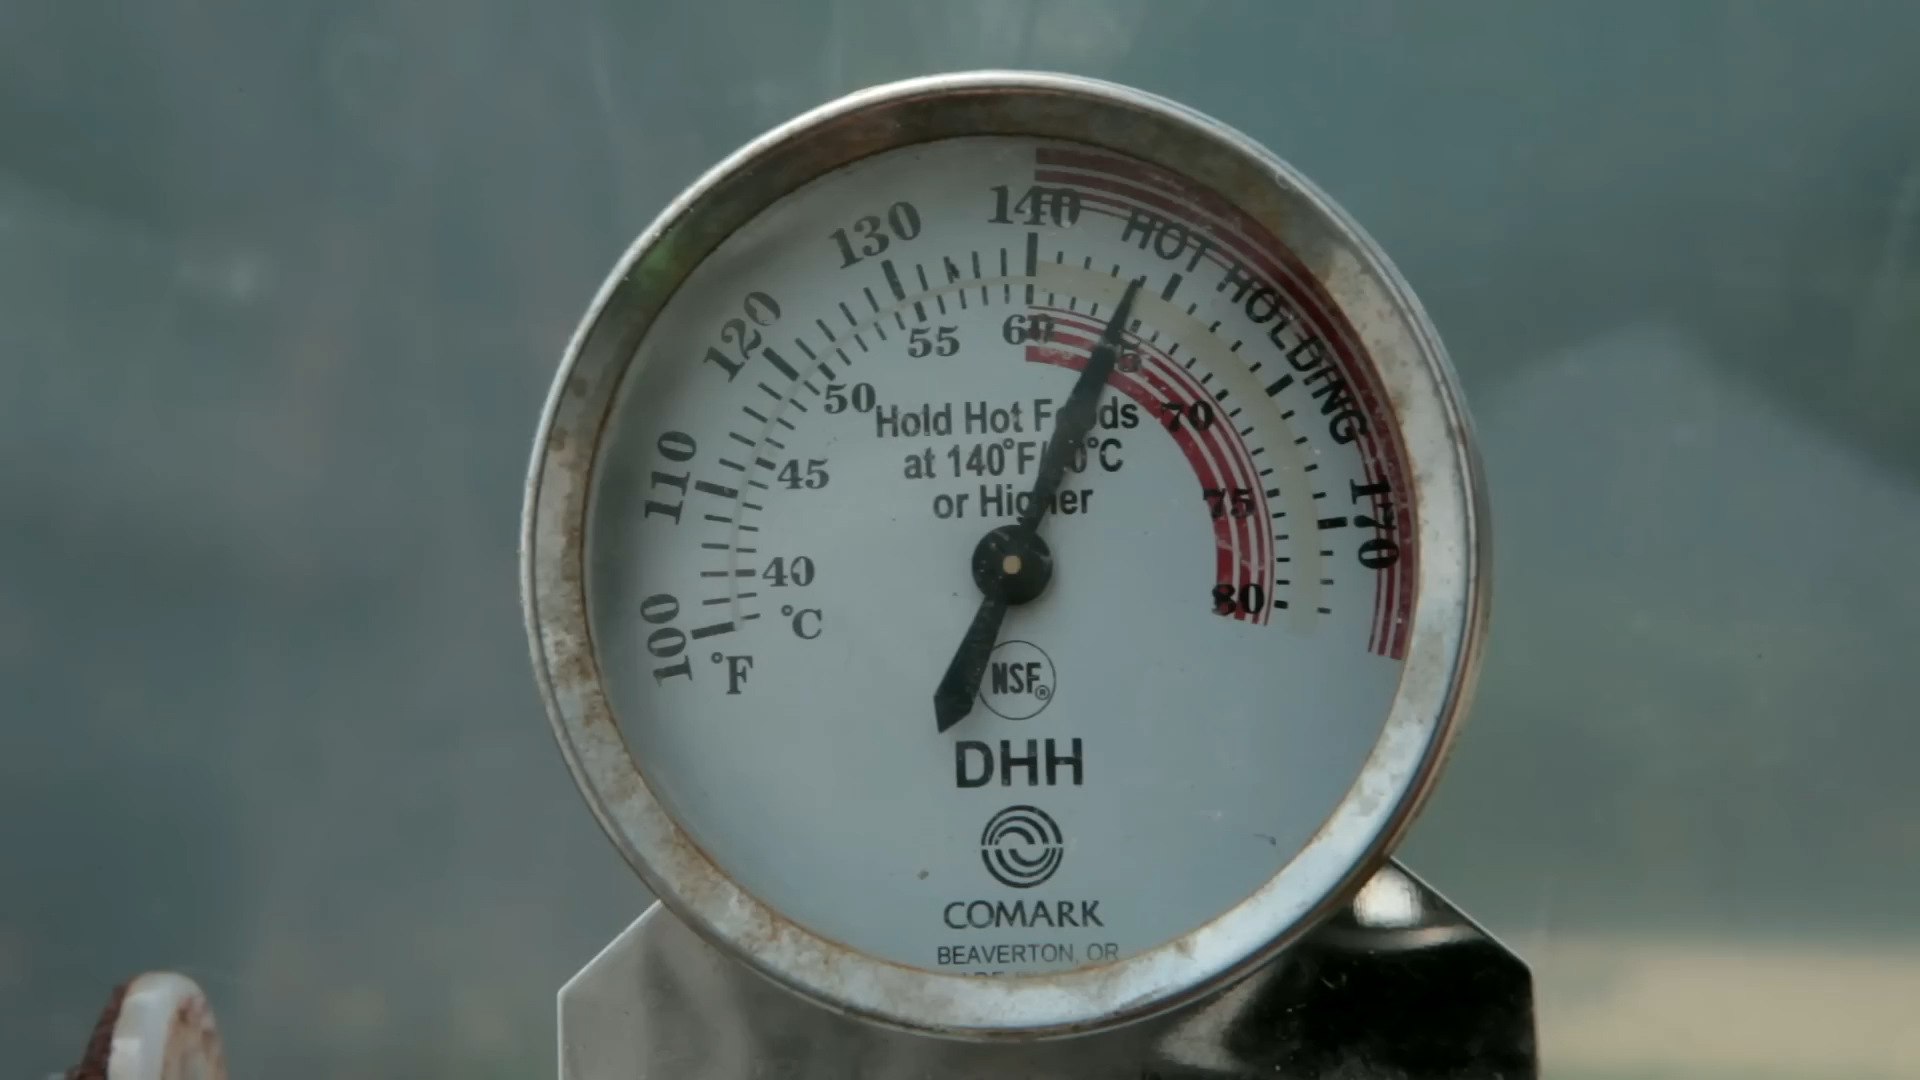 100
110
120
130
140
170
°F
40
45
50
55
60
70
75
80
°C
HOT HOLDING
Hold Hot Foods
at 140°F/60°C
or Higher
NSF®
DHH
COMARK
BEAVERTON, OR